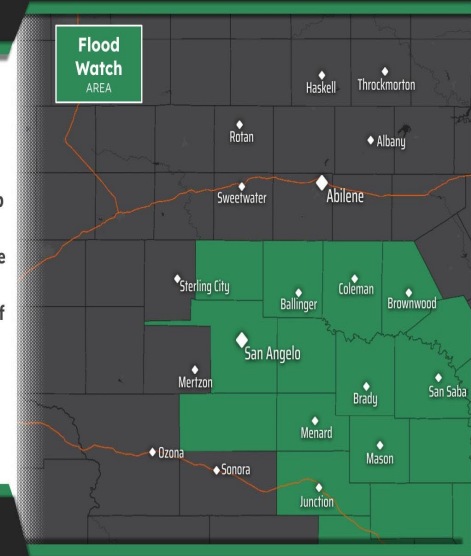 Flood
Watch
AREA
Haskell
Throckmorton
Rotan
Albany
Sweetwater
Abilene
Sterling City
Ballinger
Coleman
Brownwood
San Angelo
Mertzon
Brady
San Saba
Menard
Mason
Ozona
Sonora
Junction